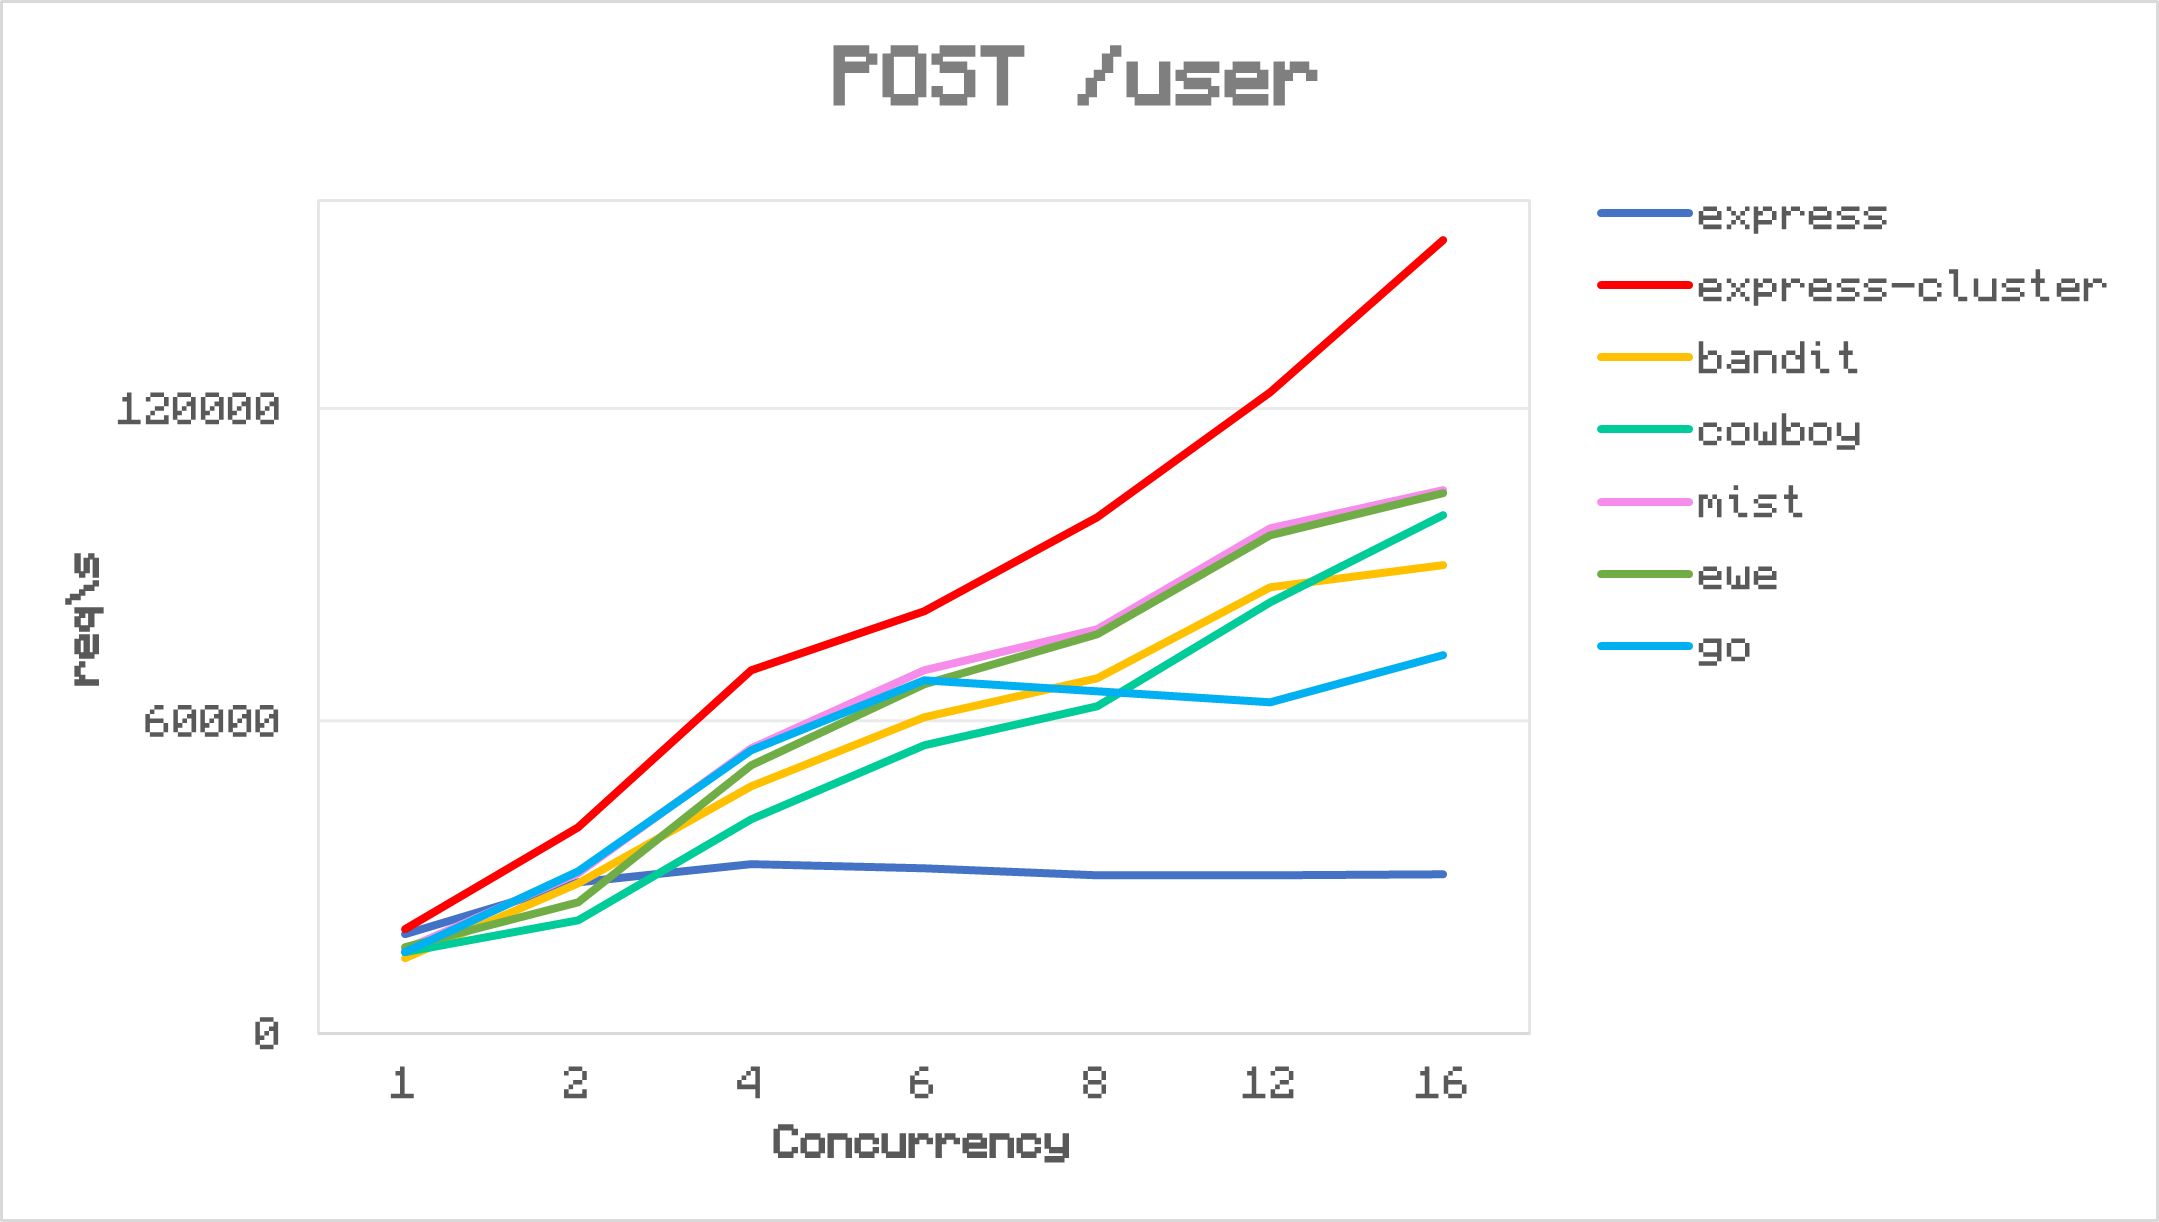 POST /user
req\s
120000
60000
0
1 2 4 6 8 12 16
Concurrency
express
express-cluster
bandit
cowboy
mist
ewe
go